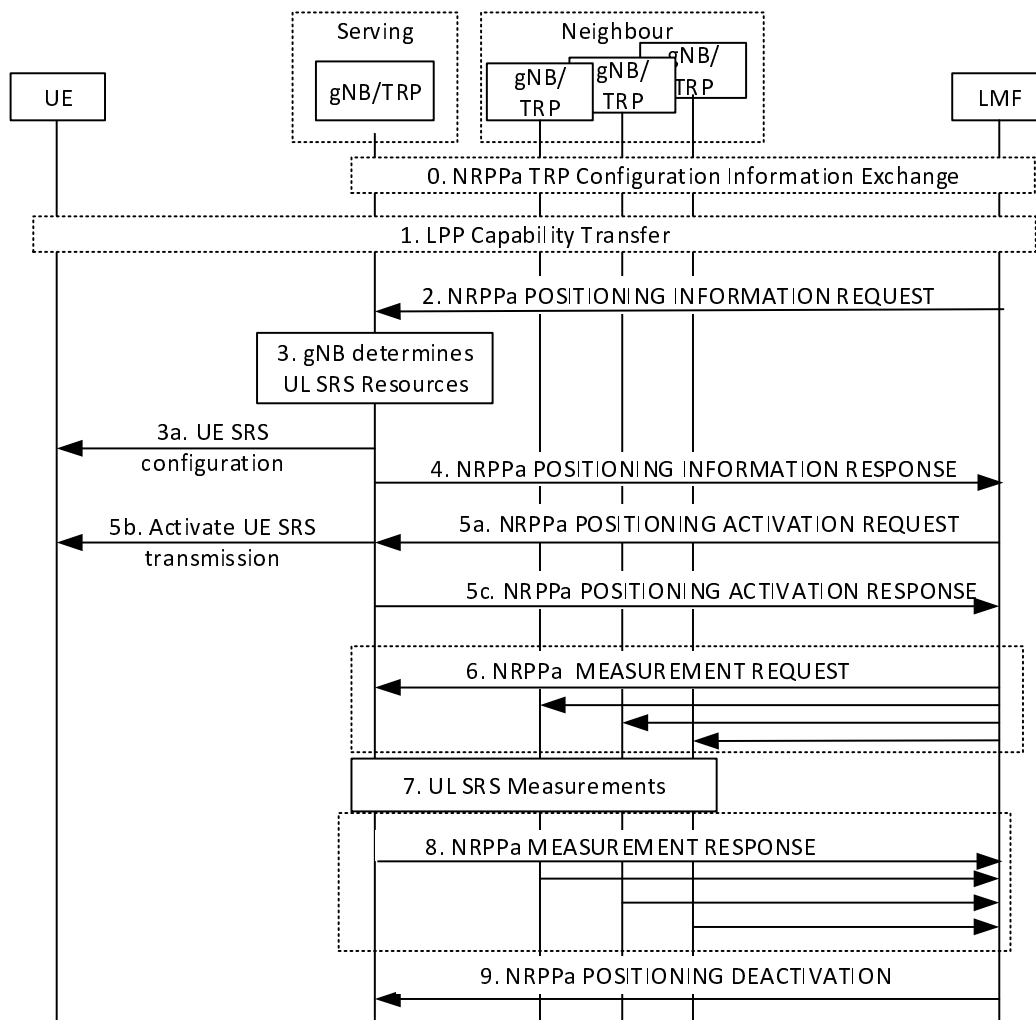 Serving
Neighbour
UE
gNB/TRP
gNB/
TRP
gNB/
TRP
gNB/
TRP
LMF
0. NRPPa TRP Configuration Information Exchange
1. LPP Capability Transfer
2. NRPPa POSITIONING INFORMATION REQUEST
3. gNB determines
UL SRS Resources
3a. UE SRS
configuration
4. NRPPa POSITIONING INFORMATION RESPONSE
5b. Activate UE SRS
transmission
5a. NRPPa POSITIONING ACTIVATION REQUEST
5c. NRPPa POSITIONING ACTIVATION RESPONSE
6. NRPPa MEASUREMENT REQUEST
7. UL SRS Measurements
8. NRPPa MEASUREMENT RESPONSE
9. NRPPa POSITIONING DEACTIVATION